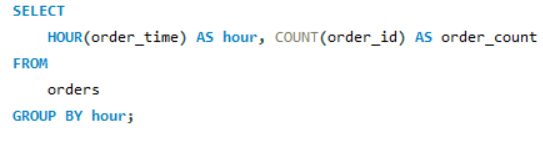 SELECT
HOUR(order_time) AS hour, COUNT(order_id) AS order_count
FROM
orders
GROUP BY hour;